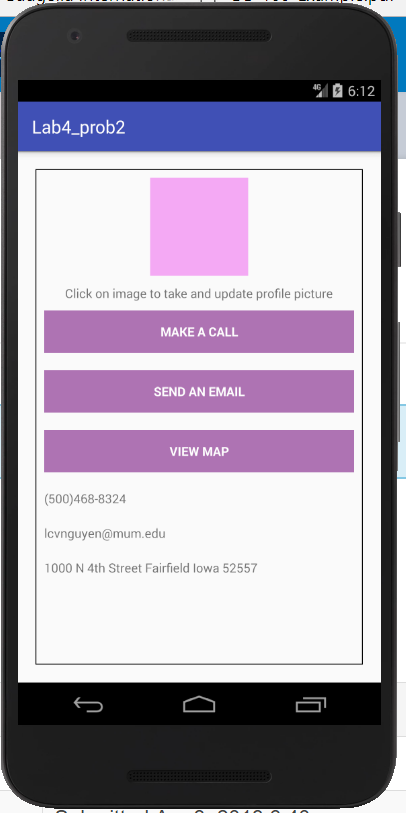 4G 6:12
Lab4_prob2
Click on image to take and update profile picture
MAKE A CALL
SEND AN EMAIL
VIEW MAP
(500)468-8324
lcvnguyen@mum.edu
1000 N 4th Street Fairfield Iowa 52557